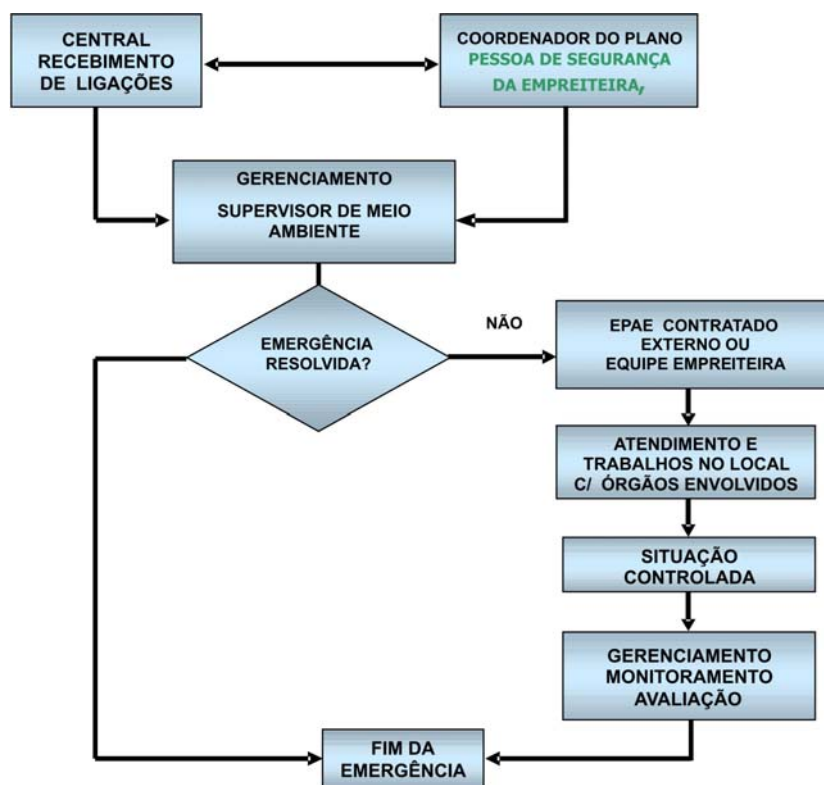 CENTRAL
RECEBIMENTO
DE LIGAÇÕES
COORDENADOR DO PLANO
PESSOA DE SEGURANÇA
DA EMPREITEIRA,
GERENCIAMENTO
SUPERVISOR DE MEIO
AMBIENTE
EMERGÊNCIA
RESOLVIDA?
NÃO
EPAE CONTRATADO
EXTERNO OU
EQUIPE EMPREITEIRA
ATENDIMENTO E
TRABALHOS NO LOCAL
C/ ÓRGÃOS ENVOLVIDOS
SITUAÇÃO
CONTROLADA
GERENCIAMENTO
MONITORAMENTO
AVALIAÇÃO
FIM DA
EMERGÊNCIA